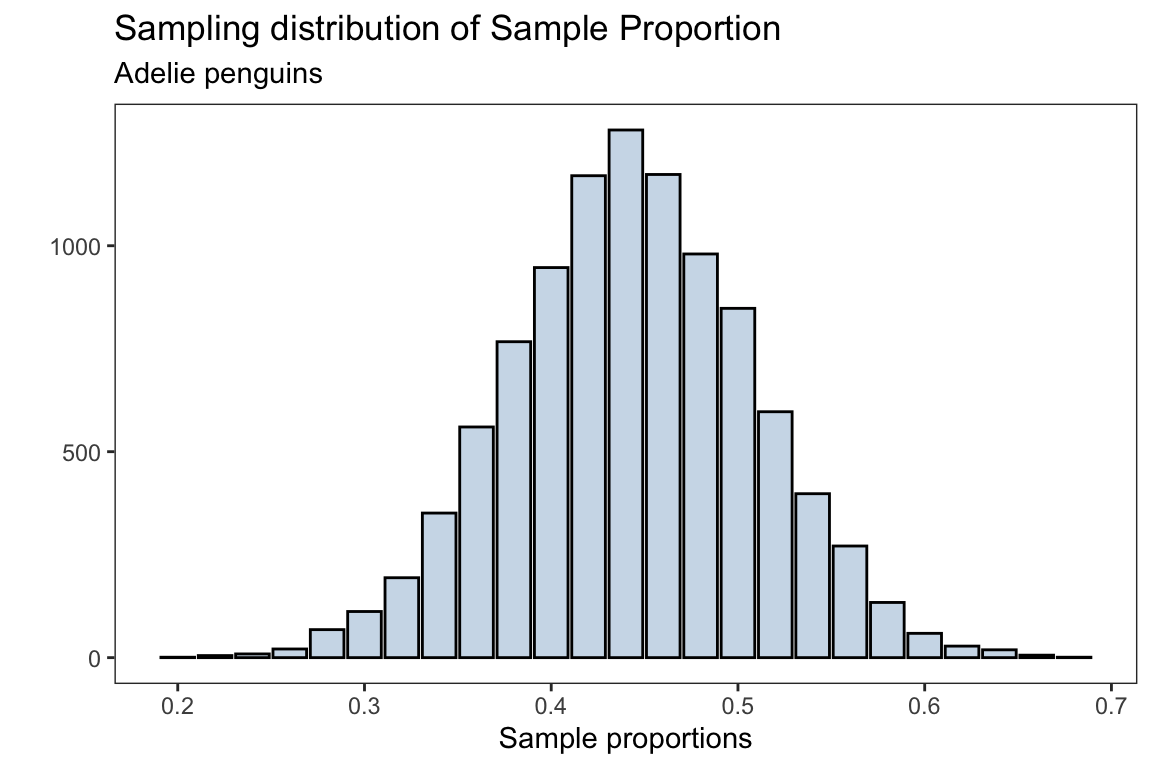 Sampling distribution of Sample Proportion
Adelie penguins
1000
500
0
0.2 0.3 0.4 0.5 0.6 0.7
Sample proportions